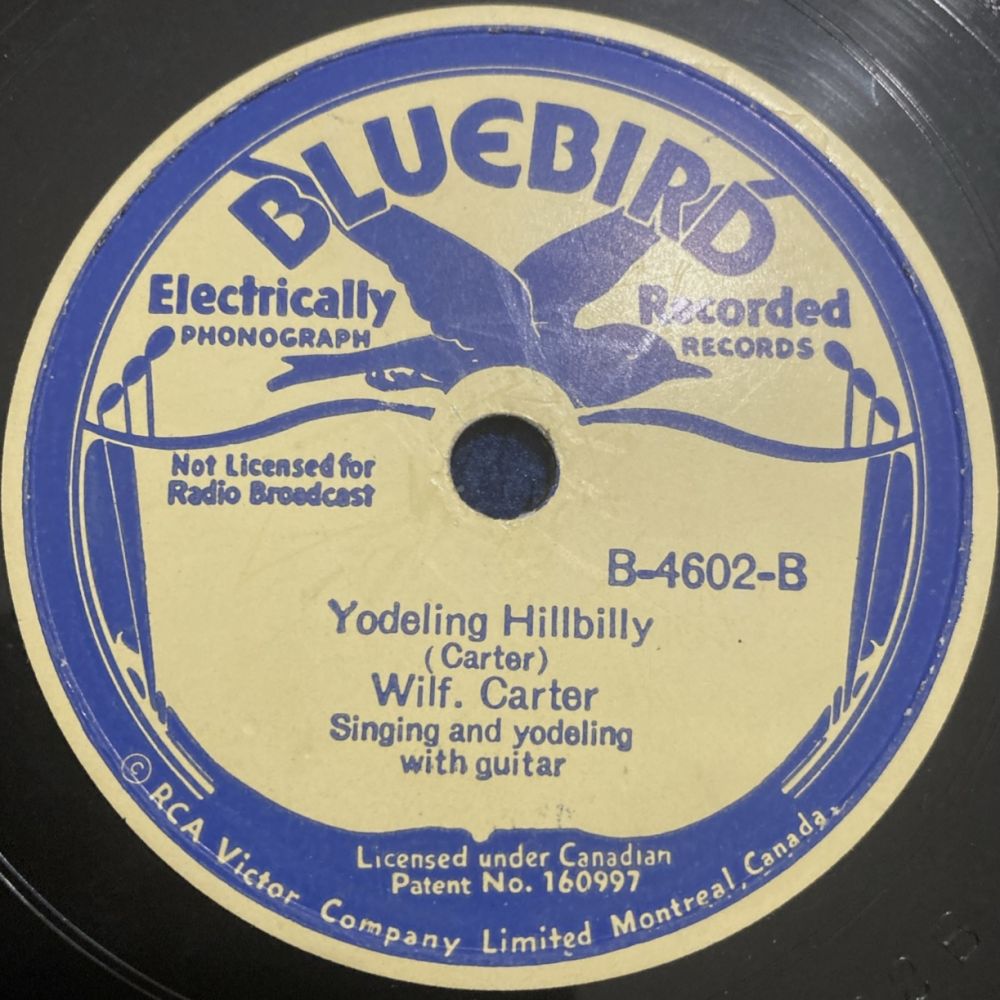 BLUEBIRD
Electrically Recorded
PHONOGRAPH RECORDS
Not Licensed for
Radio Broadcast
B-4602-B
Yodeling Hillbilly
(Carter)
Wilf. Carter
Singing and yodeling
with guitar
Licensed under Canadian
Patent No. 160997
© RCA Victor Company Limited Montreal, Canada.